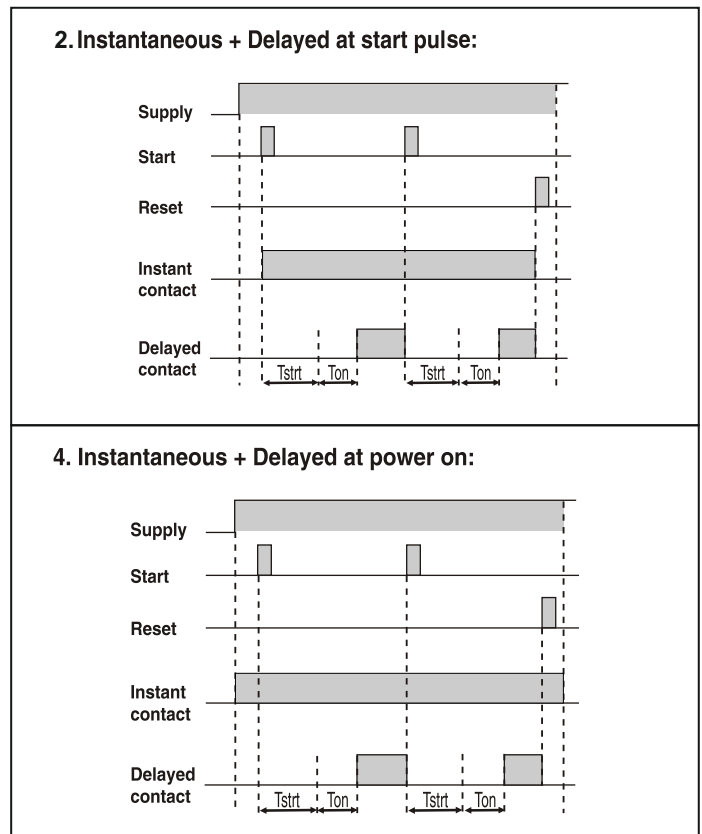 2. Instantaneous + Delayed at start pulse:
Supply
Start
Reset
Instant
contact
Delayed
contact
Tstrt Ton Tstrt Ton
4. Instantaneous + Delayed at power on:
Supply
Start
Reset
Instant
contact
Delayed
contact
Tstrt Ton Tstrt Ton